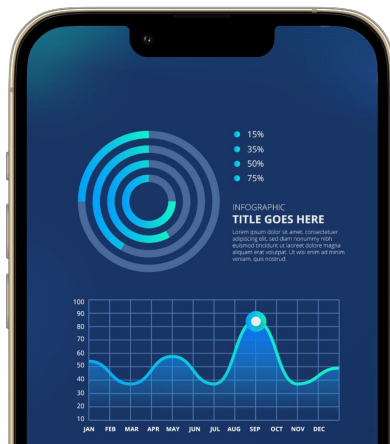 15%
35%
50%
75%
INFOGRAPHIC
TITLE GOES HERE
Lorem ipsum dolor sit amet, consectetuer
adipiscing elit, sed diam nonummy nibh
euismod tincidunt ut laoreet dolore magna
aliquam erat volutpat. Ut wisi enim ad minim
veniam, quis nostrud.
100
90
80
70
60
50
40
30
20
10
JAN FEB MAR APR MAY JUN JUL AUG SEP OCT NOV DEC